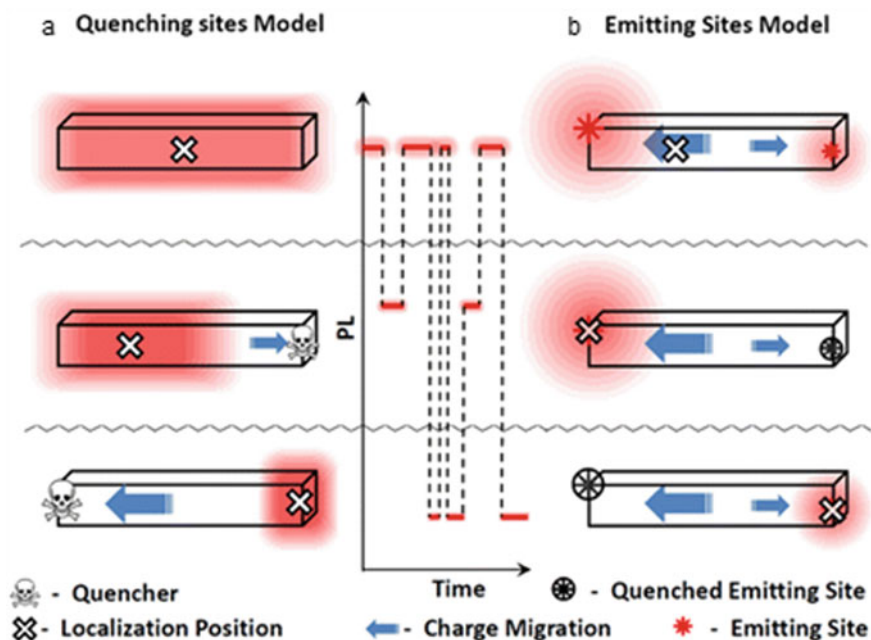 a Quenching sites Model
b Emitting Sites Model
PL
Time
- Quencher
- Quenched Emitting Site
- Localization Position
- Charge Migration
- Emitting Site